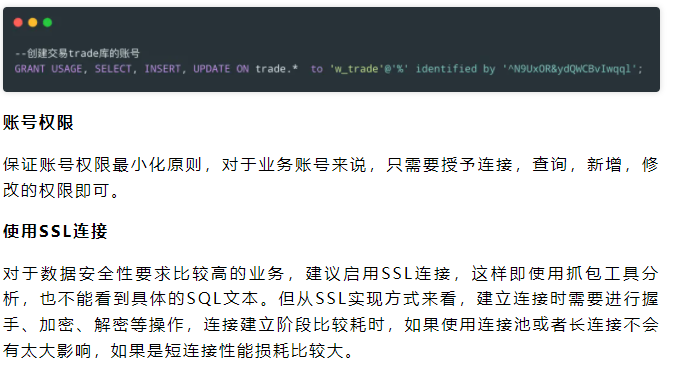 --创建交易trade库的账号
GRANT USAGE, SELECT, INSERT, UPDATE ON trade.*  to 'w_trade'@'%' identified by '^N9UxOR&ydQWCBvIwqql';
账号权限
保证账号权限最小化原则，对于业务账号来说，只需要授予连接，查询，新增，修
改的权限即可。
使用SSL连接
对于数据安全性要求比较高的业务，建议启用SSL连接，这样即使用抓包工具分
析，也不能看到具体的SQL文本。但从SSL实现方式来看，建立连接时需要进行握
手、加密、解密等操作，连接建立阶段比较耗时，如果使用连接池或者长连接不会
有太大影响，如果是短连接性能损耗比较大。